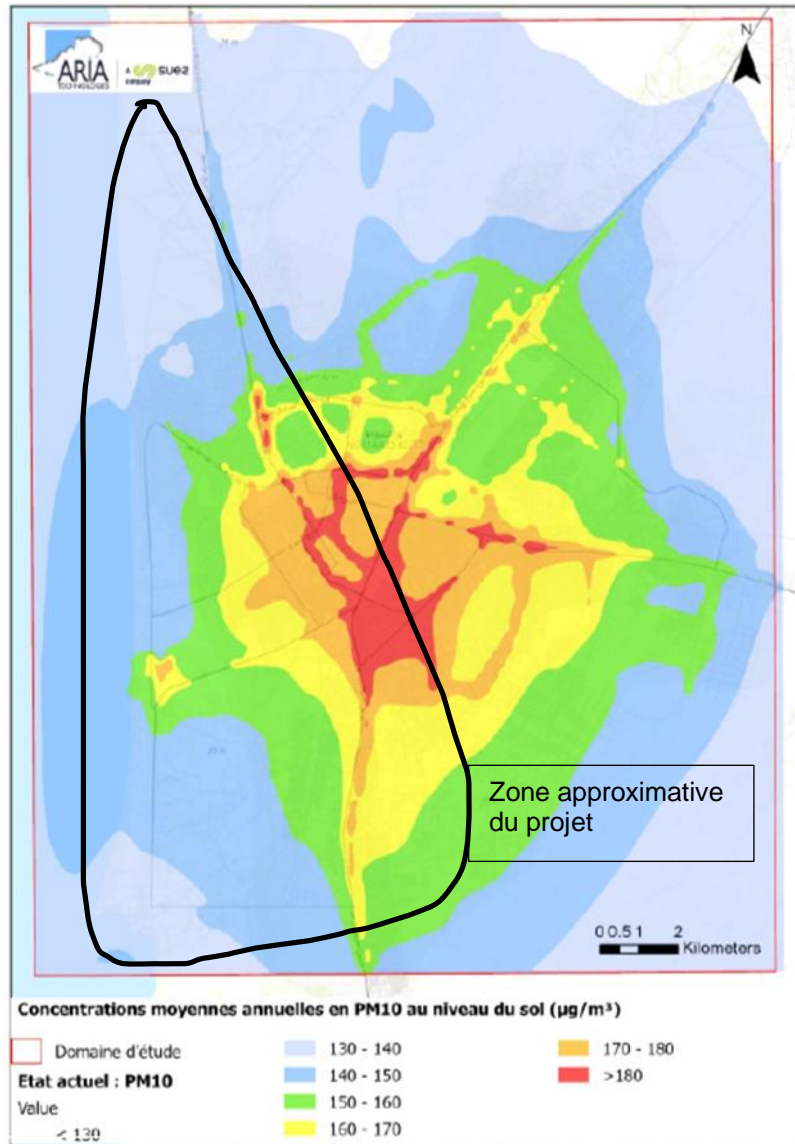 ARIA
TECHNOLOGIES
A
company
suez
N
Zone approximative
du projet
0 0.5 1 2
Kilometers
Concentrations moyennes annuelles en PM10 au niveau du sol (µg/m³)
Domaine d'étude
Etat actuel : PM10
Value
< 130
130 - 140
140 - 150
150 - 160
160 - 170
170 - 180
>180